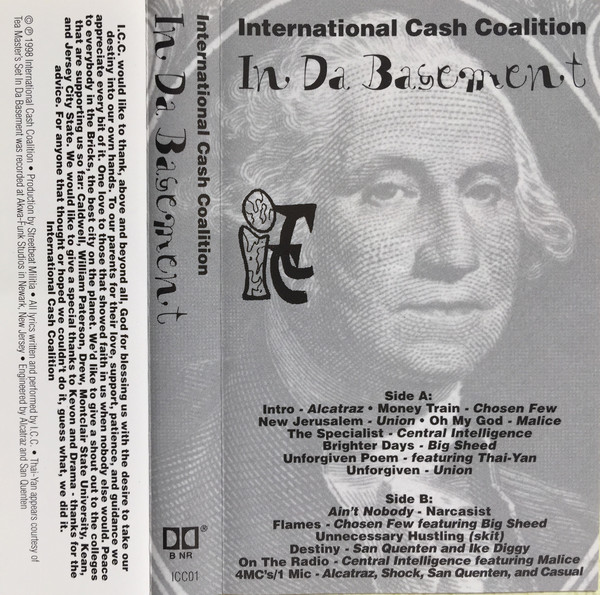 International Cash Coalition
In Da Basement
Side A:
Intro - Alcatraz • Money Train - Chosen Few
New Jerusalem - Union • Oh My God - Malice
The Specialist - Central Intelligence
Brighter Days - Big Sheed
Unforgiven Poem - featuring Thai-Yan
Unforgiven - Union
Side B:
Ain't Nobody - Narcasist
Flames - Chosen Few featuring Big Sheed
Unnecessary Hustling (skit)
Destiny - San Quenten and Ike Diggy
On The Radio - Central Intelligence featuring Malice
4MC's/1 Mic - Alcatraz, Shock, San Quenten, and Casual
International Cash Coalition
In Da Basement
®
B NR
ICC01
I.C.C. would like to thank, above and beyond all, God for blessing us with the desire to take our
destiny into our own hands. To our parents for their love, support, patience, and guidance we
appreciate every bit of it. One love to those that showed faith in us when nobody else would. Peace
to everybody in the Bricks, the best city on the planet. We'd like to give a shout out to the colleges
that are supporting us so far: Caldwell, William Paterson, Drew, Montclair State University, Kean,
and Jersey City State. We would like to give a special thanks to Kevon and Drama - thanks for the
advice. For anyone that thought or hoped we couldn't do it, guess what, we did it.
International Cash Coalition
© ℗ 1998 International Cash Coalition • Production by Streetbeat Militia • All lyrics written and performed by I.C.C. • Thai-Yan appears courtesy of
Tea Master's Set In Da Basement was recorded at Akwa-Funk Studios in Newark, New Jersey • Engineered by Alcatraz and San Quenten